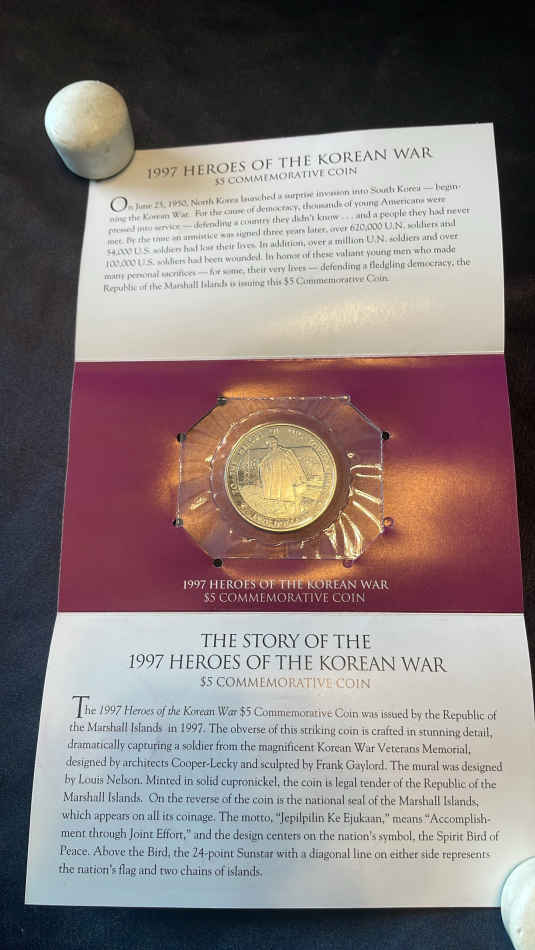 1997 HEROES OF THE KOREAN WAR
$5 COMMEMORATIVE COIN
On June 25, 1950, North Korea launched a surprise invasion into South Korea — begin-
ning the Korean War. For the cause of democracy, thousands of young Americans were
pressed into service — defending a country they didn't know . . . and a people they had never
met. By the time an armistice was signed three years later, over 620,000 U.N. soldiers and
54,000 U.S. soldiers had lost their lives. In addition, over a million U.N. soldiers and over
100,000 U.S. soldiers had been wounded. In honor of these valiant young men who made
many personal sacrifices — for some, their very lives — defending a fledgling democracy, the
Republic of the Marshall Islands is issuing this $5 Commemorative Coin.
1997 HEROES OF THE KOREAN WAR
$5 COMMEMORATIVE COIN
THE STORY OF THE
1997 HEROES OF THE KOREAN WAR
$5 COMMEMORATIVE COIN
The 1997 Heroes of the Korean War $5 Commemorative Coin was issued by the Republic of
the Marshall Islands in 1997. The obverse of this striking coin is crafted in stunning detail,
dramatically capturing a soldier from the magnificent Korean War Veterans Memorial,
designed by architects Cooper-Lecky and sculpted by Frank Gaylord. The mural was designed
by Louis Nelson. Minted in solid cupronickel, the coin is legal tender of the Republic of the
Marshall Islands. On the reverse of the coin is the national seal of the Marshall Islands,
which appears on all its coinage. The motto, "Jepilpilin Ke Ejukaan," means "Accomplish-
ment through Joint Effort," and the design centers on the nation's symbol, the Spirit Bird of
Peace. Above the Bird, the 24-point Sunstar with a diagonal line on either side represents
the nation's flag and two chains of islands.